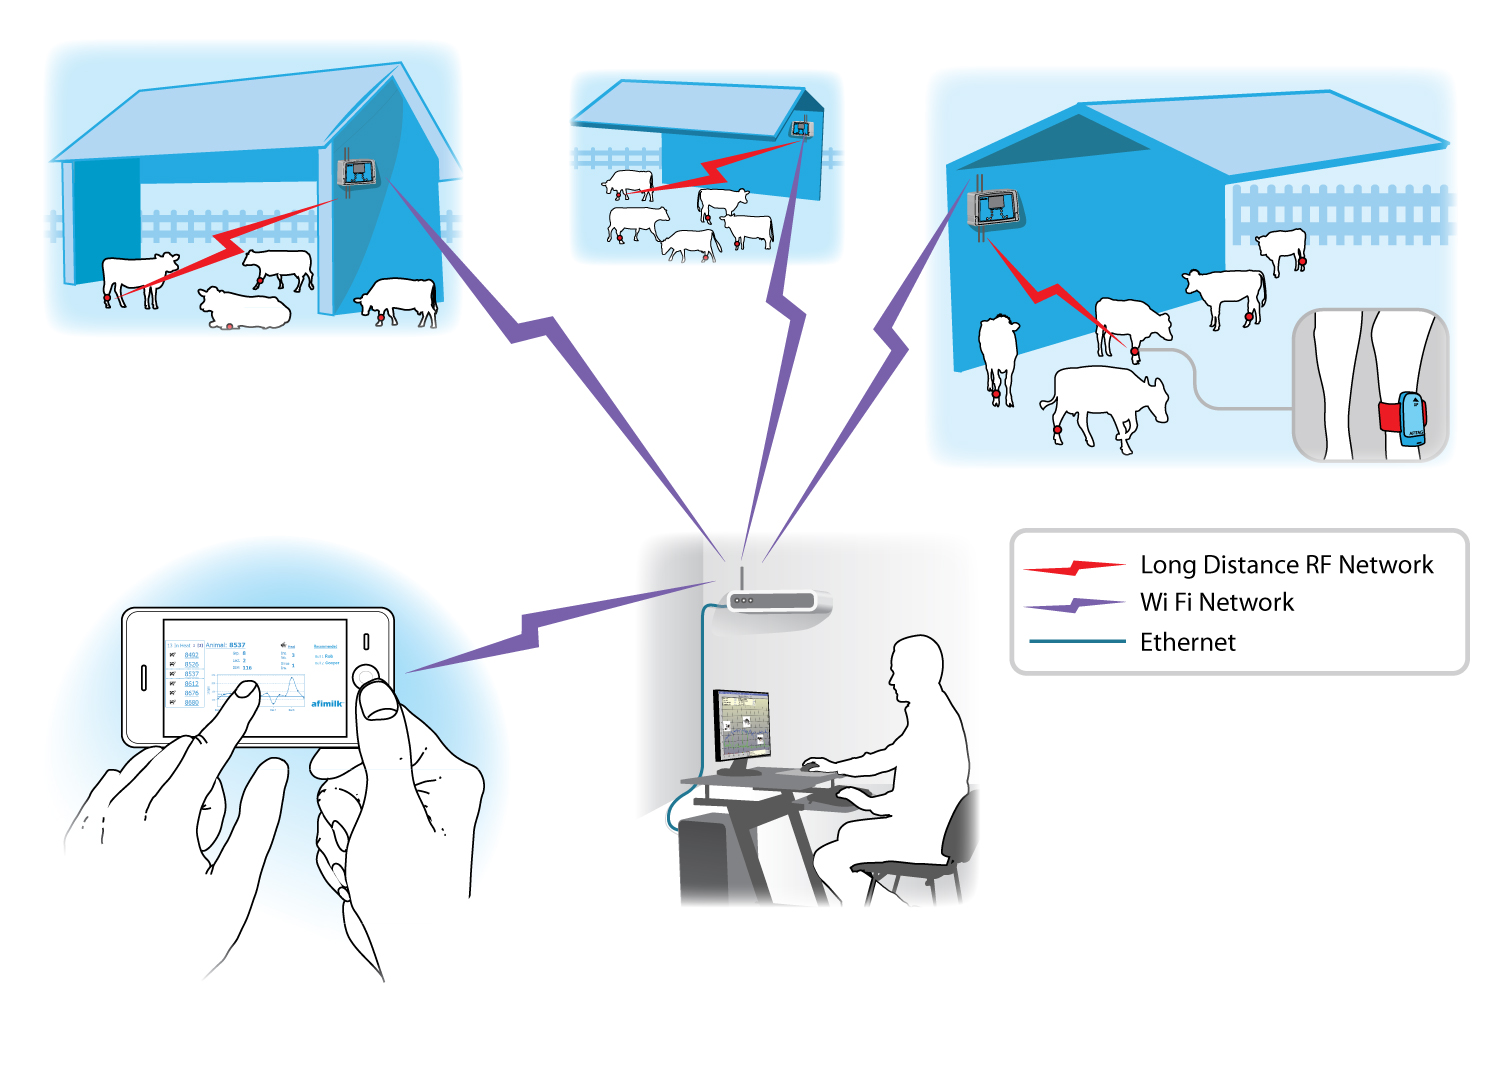 Animal: 8537
8492
8526
8537
8612
8676
8680
afimilk
Long Distance RF Network
Wi Fi Network
Ethernet